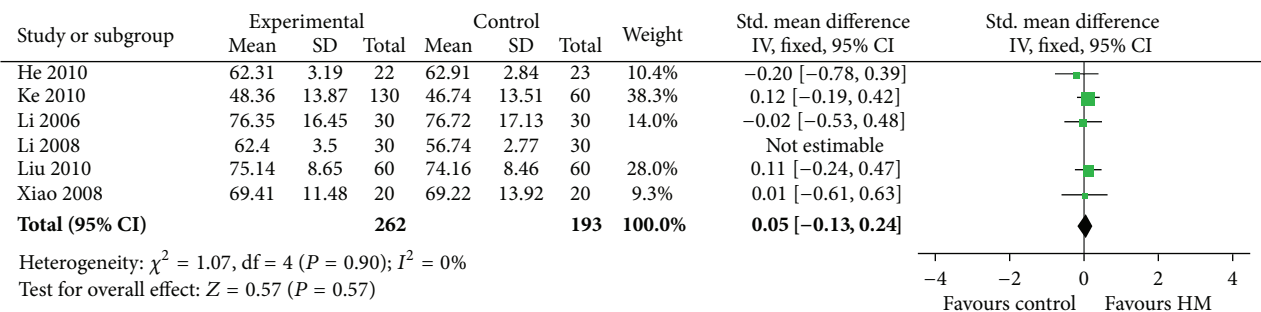 Study or subgroup Experimental Control Weight Std. mean difference Std. mean difference
Mean SD Total Mean SD Total IV, fixed, 95% CI IV, fixed, 95% CI
He 2010 62.31 3.19 22 62.91 2.84 23 10.4% −0.20 [−0.78, 0.39]
Ke 2010 48.36 13.87 130 46.74 13.51 60 38.3% 0.12 [−0.19, 0.42]
Li 2006 76.35 16.45 30 76.72 17.13 30 14.0% −0.02 [−0.53, 0.48]
Li 2008 62.4 3.5 30 56.74 2.77 30 Not estimable
Liu 2010 75.14 8.65 60 74.16 8.46 60 28.0% 0.11 [−0.24, 0.47]
Xiao 2008 69.41 11.48 20 69.22 13.92 20 9.3% 0.01 [−0.61, 0.63]
Total (95% CI) 262 193 100.0% 0.05 [−0.13, 0.24]
Heterogeneity: χ² = 1.07, df = 4 (P = 0.90); I² = 0%
Test for overall effect: Z = 0.57 (P = 0.57)
−4 −2 0 2 4
Favours control Favours HM